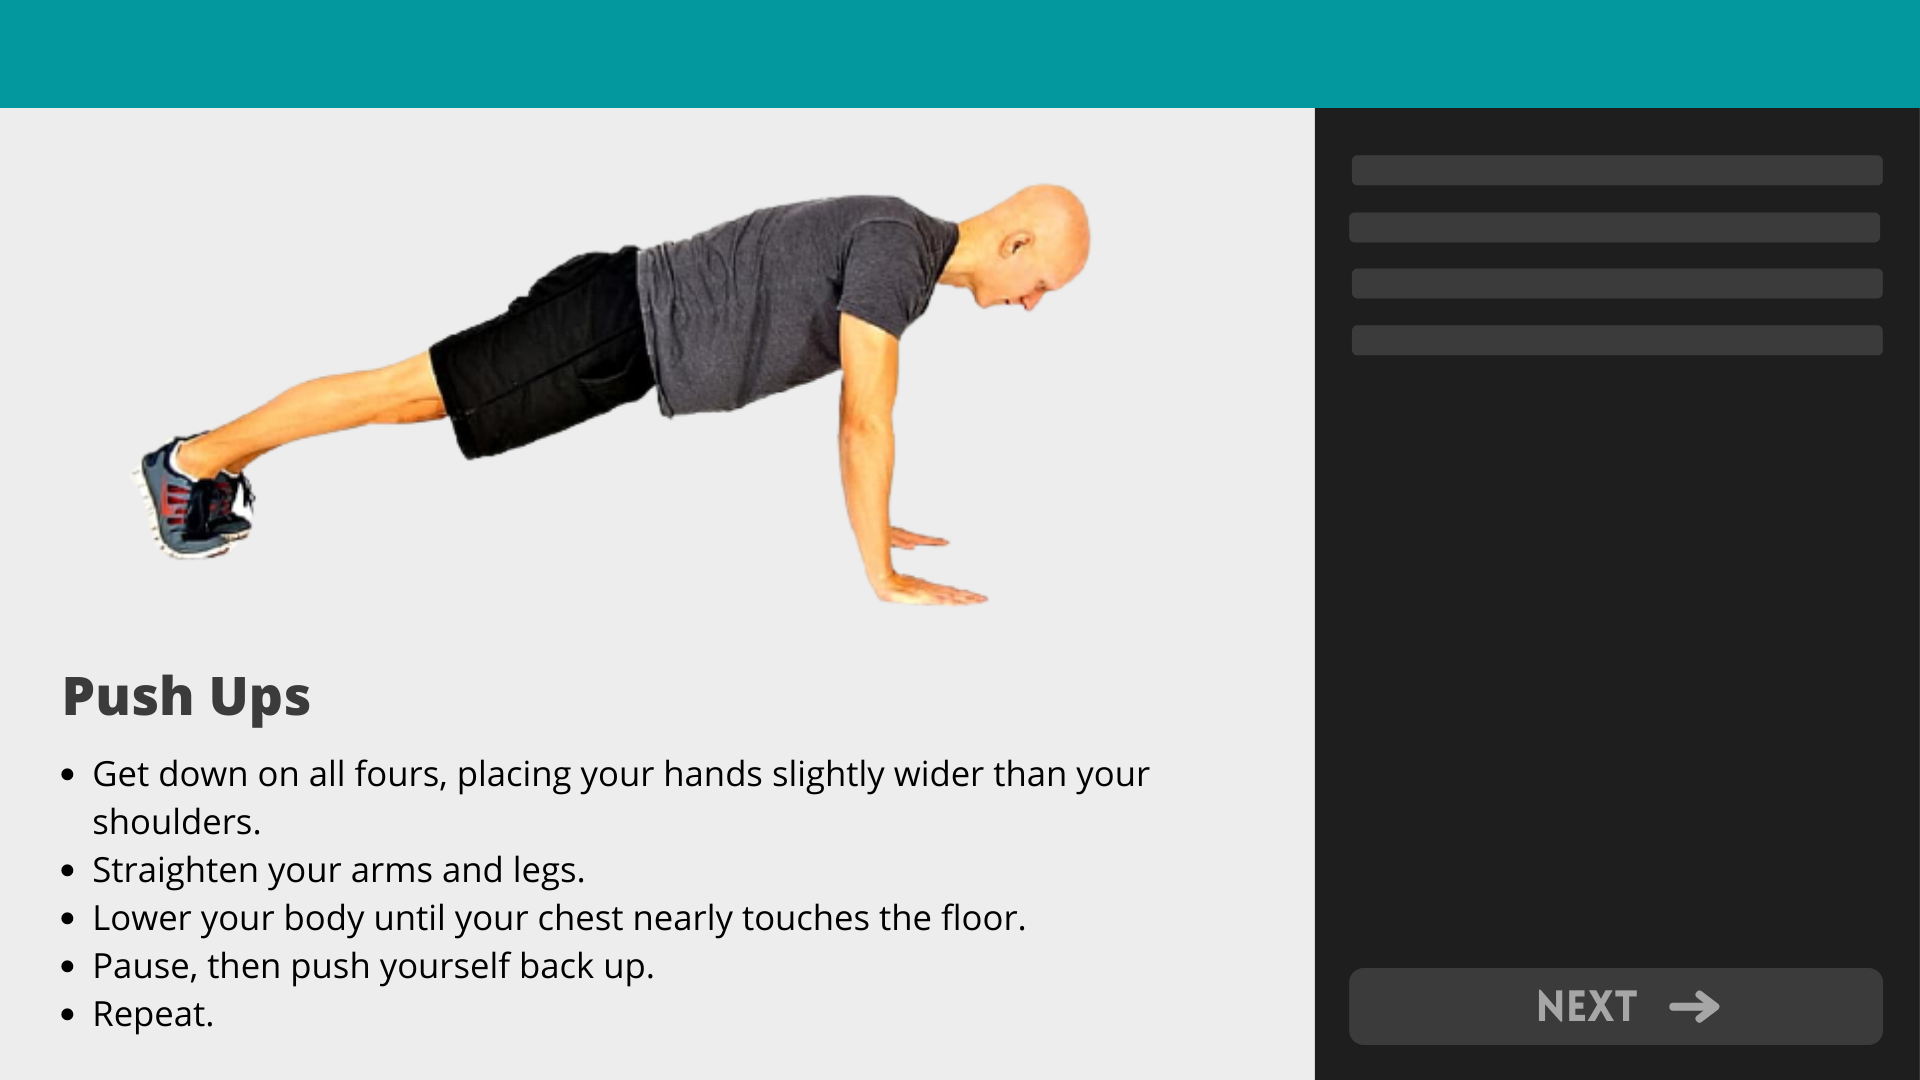 Push Ups
• Get down on all fours, placing your hands slightly wider than your
shoulders.
• Straighten your arms and legs.
• Lower your body until your chest nearly touches the floor.
• Pause, then push yourself back up.
• Repeat.
NEXT →